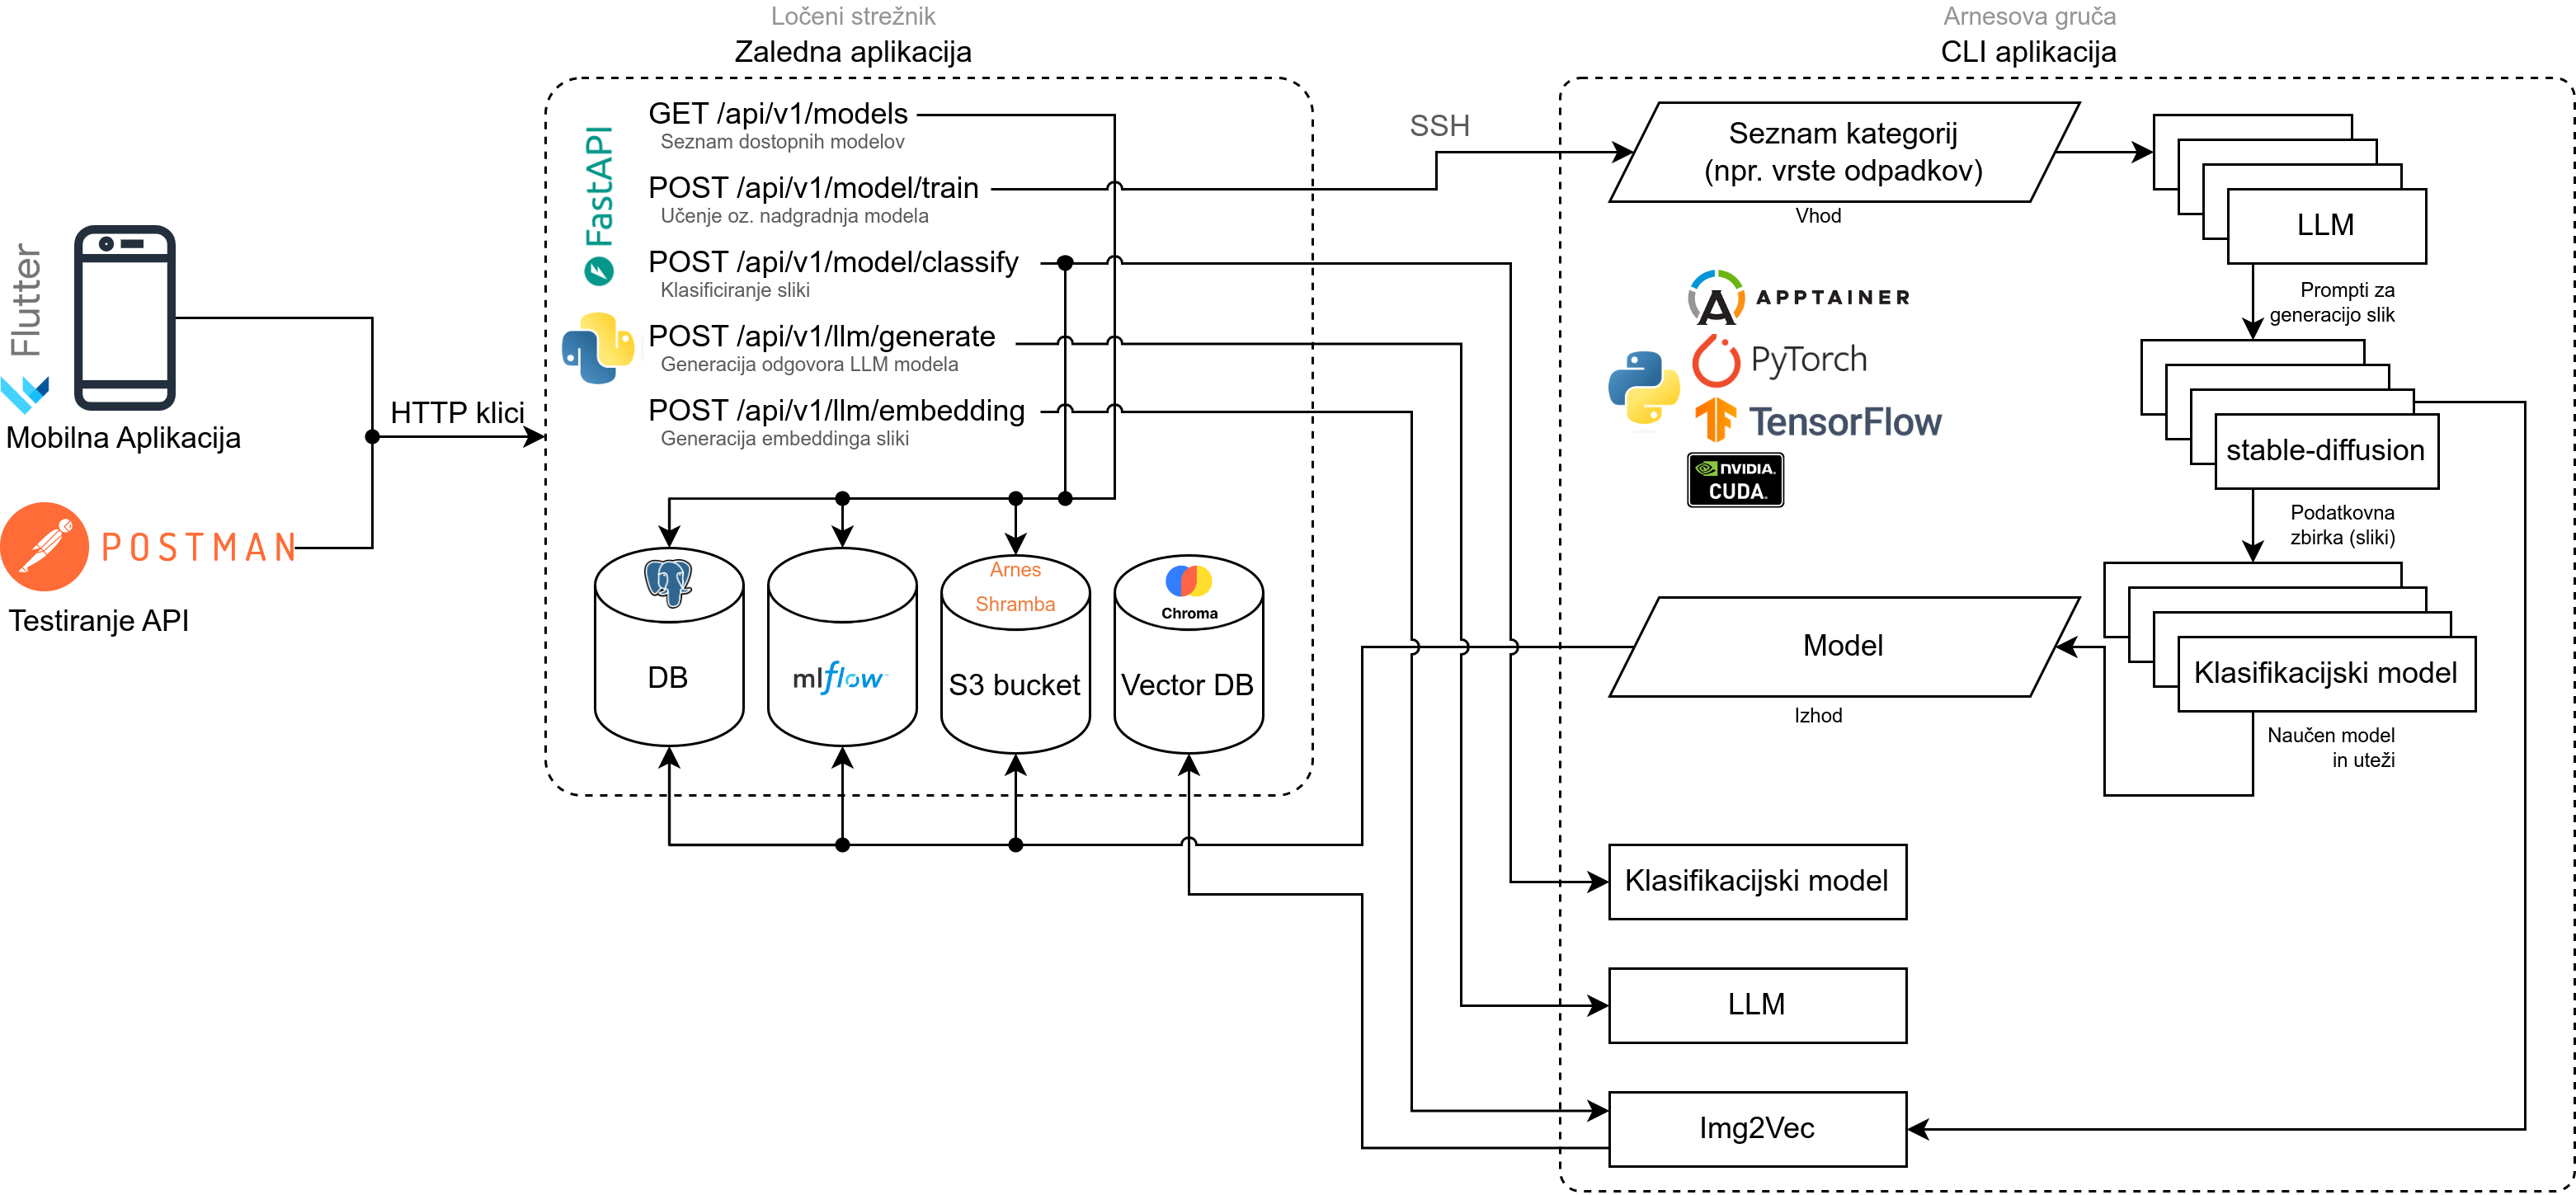 Ločeni strežnik
Zaledna aplikacija
Arnesova gruča
CLI aplikacija
Flutter
Mobilna Aplikacija
POSTMAN
Testiranje API
HTTP klici
FastAPI
GET /api/v1/models
Seznam dostopnih modelov
POST /api/v1/model/train
Učenje oz. nadgradnja modela
POST /api/v1/model/classify
Klasificiranje sliki
POST /api/v1/llm/generate
Generacija odgovora LLM modela
POST /api/v1/llm/embedding
Generacija embeddinga sliki
DB
mlflow™
Arnes
Shramba
S3 bucket
Chroma
Vector DB
SSH
Seznam kategorij
(npr. vrste odpadkov)
Vhod
LLM
Prompti za
generacijo slik
APPTAINER
PyTorch
TensorFlow
NVIDIA.
CUDA.
stable-diffusion
Podatkovna
zbirka (sliki)
Klasifikacijski model
Naučen model
in uteži
Model
Izhod
Klasifikacijski model
LLM
Img2Vec